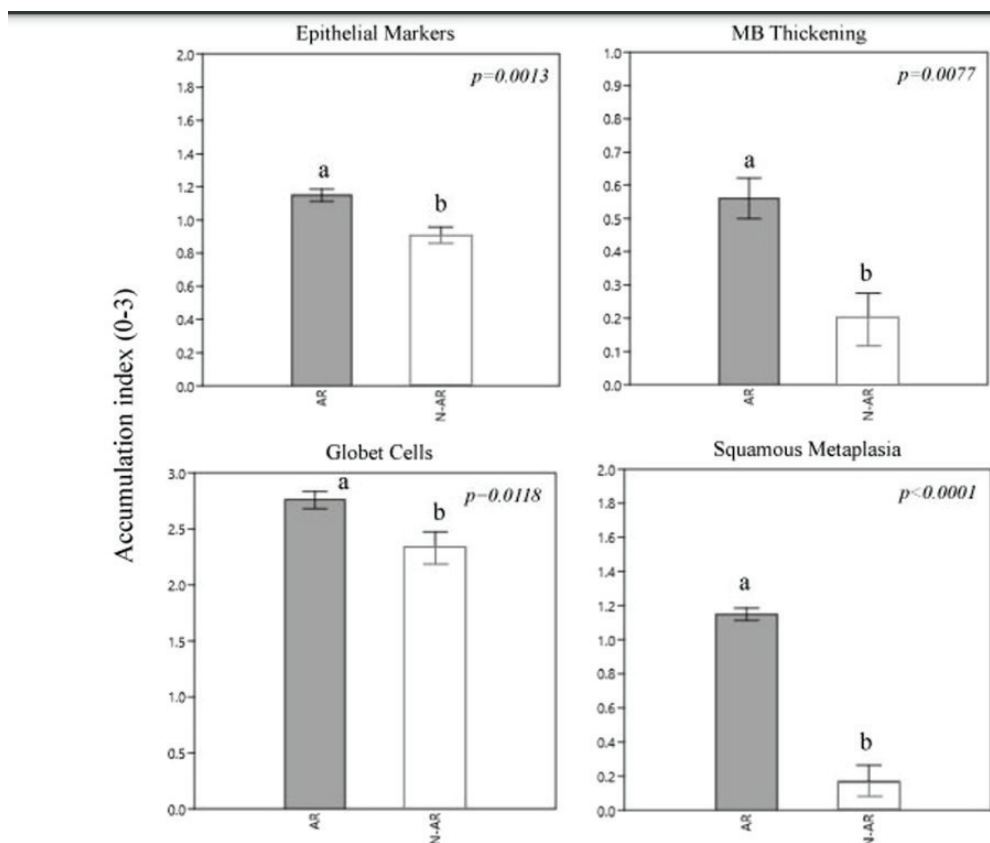 Epithelial Markers
p=0.0013
2.0
1.8
1.6
1.4
1.2
1.0
0.8
0.6
0.4
0.2
0.0
a
b
AR
N-AR
MB Thickening
p=0.0077
1.0
0.9
0.8
0.7
0.6
0.5
0.4
0.3
0.2
0.1
0.0
a
b
AR
N-AR
Accumulation index (0-3)
Globet Cells
p=0.0118
3.0
2.5
2.0
1.5
1.0
0.5
0.0
a
b
AR
N-AR
Squamous Metaplasia
p<0.0001
2.0
1.8
1.6
1.4
1.2
1.0
0.8
0.6
0.4
0.2
0.0
a
b
AR
N-AR